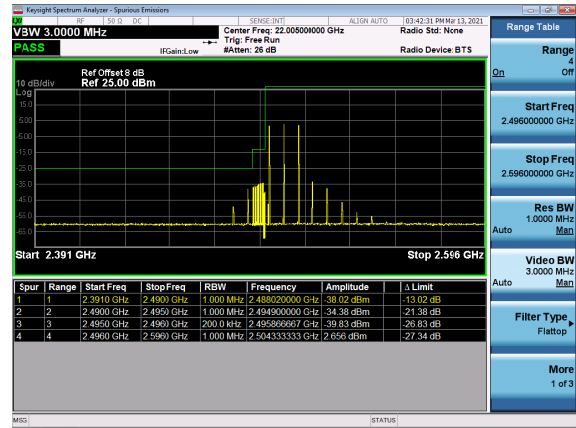 Keysight Spectrum Analyzer - Spurious Emissions
LXI RF 50 Ω DC SENSE:INT ALIGN AUTO 03:42:31 PM Mar 13, 2021
VBW 3.0000 MHz
Center Freq: 22.005000000 GHz
Radio Std: None
Trig: Free Run
PASS
IFGain:Low
#Atten: 26 dB
Radio Device: BTS
Ref Offset 8 dB
10 dB/div
Ref 25.00 dBm
Log
15.0
5.00
-5.00
-15.0
-25.0
-35.0
-45.0
-55.0
-65.0
Start 2.391 GHz
Stop 2.596 GHz
Spur Range Start Freq Stop Freq RBW Frequency Amplitude Δ Limit
1 1 2.3910 GHz 2.4900 GHz 1.000 MHz 2.488020000 GHz -38.02 dBm -13.02 dB
2 2 2.4900 GHz 2.4950 GHz 1.000 MHz 2.494900000 GHz -34.38 dBm -21.38 dB
3 3 2.4950 GHz 2.4960 GHz 200.0 kHz 2.495866667 GHz -39.83 dBm -26.83 dB
4 4 2.4960 GHz 2.5960 GHz 1.000 MHz 2.504333333 GHz 2.656 dBm -27.34 dB
MSG
STATUS
Range Table
Range
4
On Off
Start Freq
2.496000000 GHz
Stop Freq
2.596000000 GHz
Res BW
1.0000 MHz
Auto Man
Video BW
3.0000 MHz
Auto Man
Filter Type
Flattop
More
1 of 3